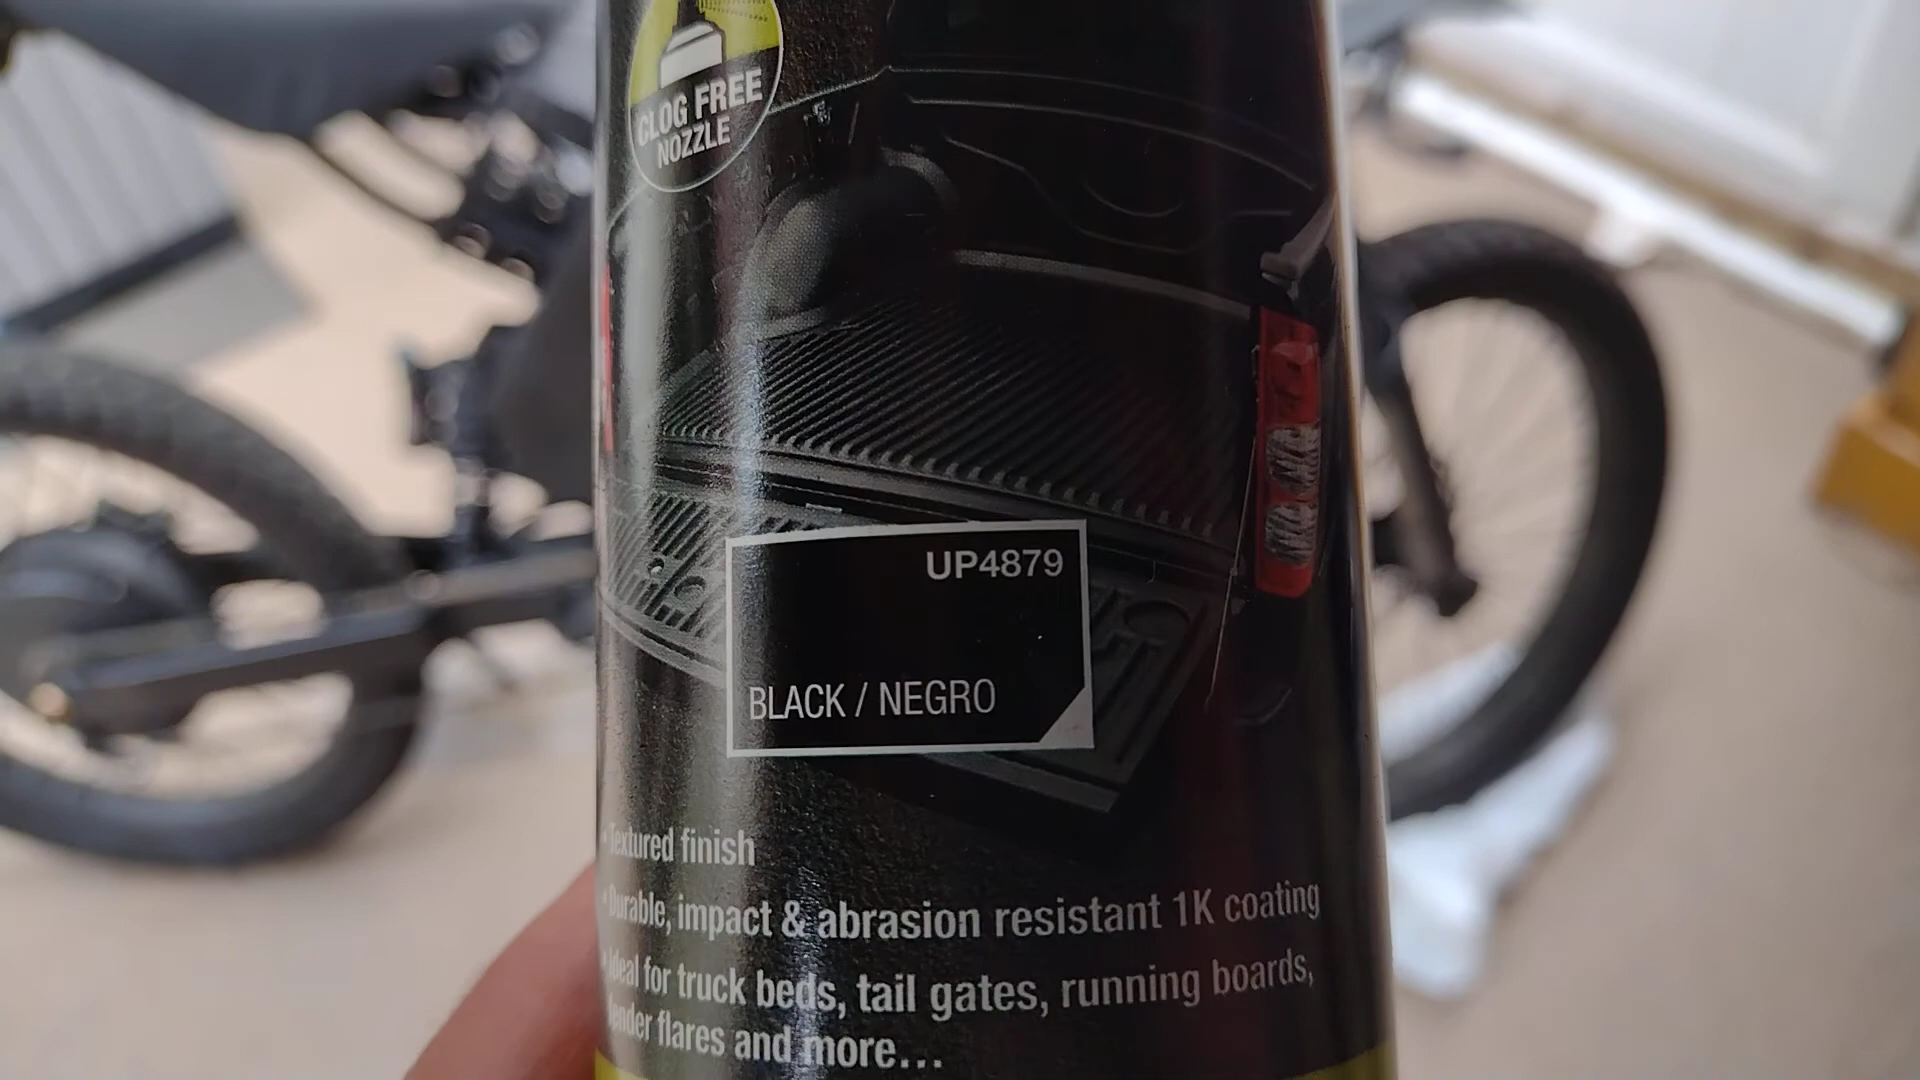 CLOG FREE
NOZZLE
UP4879
BLACK / NEGRO
• Textured finish
• Durable, impact & abrasion resistant 1K coating
• Ideal for truck beds, tail gates, running boards,
fender flares and more...